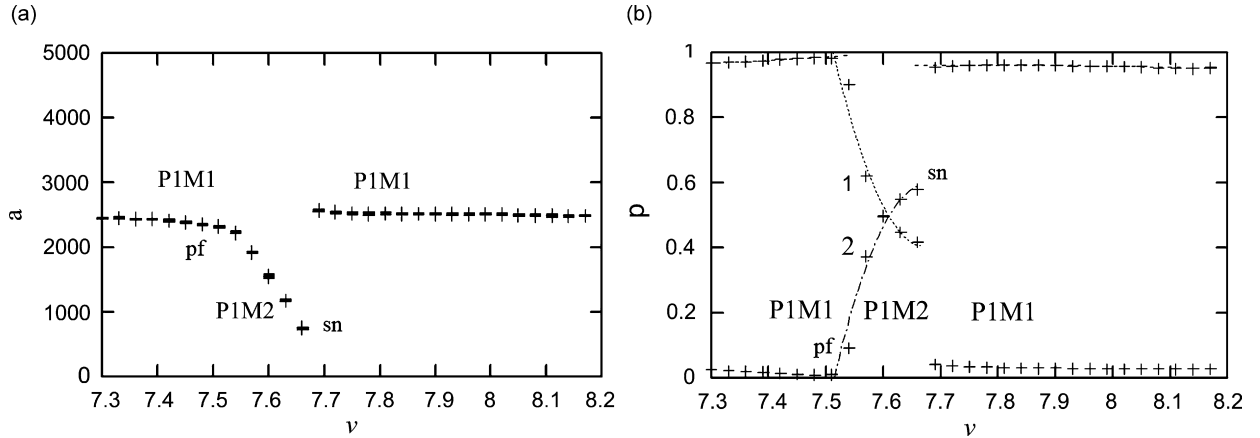 (a)
5000
4000
3000
2000
1000
0
a
P1M1
P1M1
pf
P1M2
sn
7.3 7.4 7.5 7.6 7.7 7.8 7.9 8 8.1 8.2
v
(b)
1
0.8
0.6
0.4
0.2
0
p
sn
1
2
P1M1 P1M2 P1M1
pf
7.3 7.4 7.5 7.6 7.7 7.8 7.9 8 8.1 8.2
v